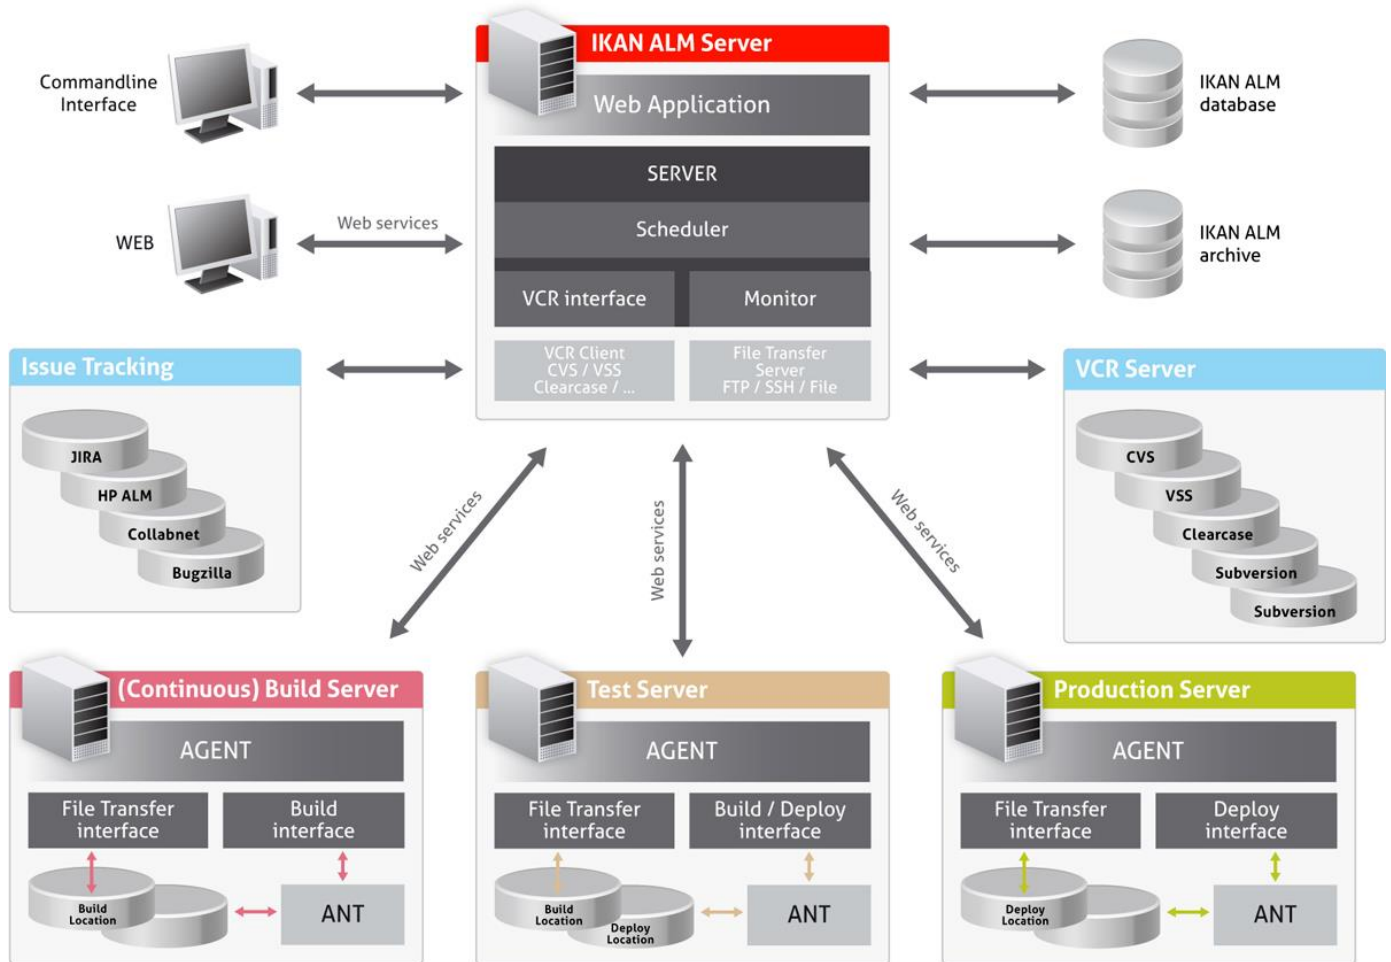 IKAN ALM Server
Commandline
Interface
Web Application
IKAN ALM
database
SERVER
WEB
Web services
Scheduler
IKAN ALM
archive
VCR interface
Monitor
Issue Tracking
VCR Client
CVS / VSS
Clearcase / ...
File Transfer
Server
FTP / SSH / File
VCR Server
JIRA
HP ALM
Collabnet
Bugzilla
CVS
VSS
Clearcase
Subversion
Subversion
Web services
Web services
Web services
(Continuous) Build Server
AGENT
File Transfer
interface
Build
interface
Build
Location
ANT
Test Server
AGENT
File Transfer
interface
Build / Deploy
interface
Build
Location
Deploy
Location
ANT
Production Server
AGENT
File Transfer
interface
Deploy
interface
Deploy
Location
ANT